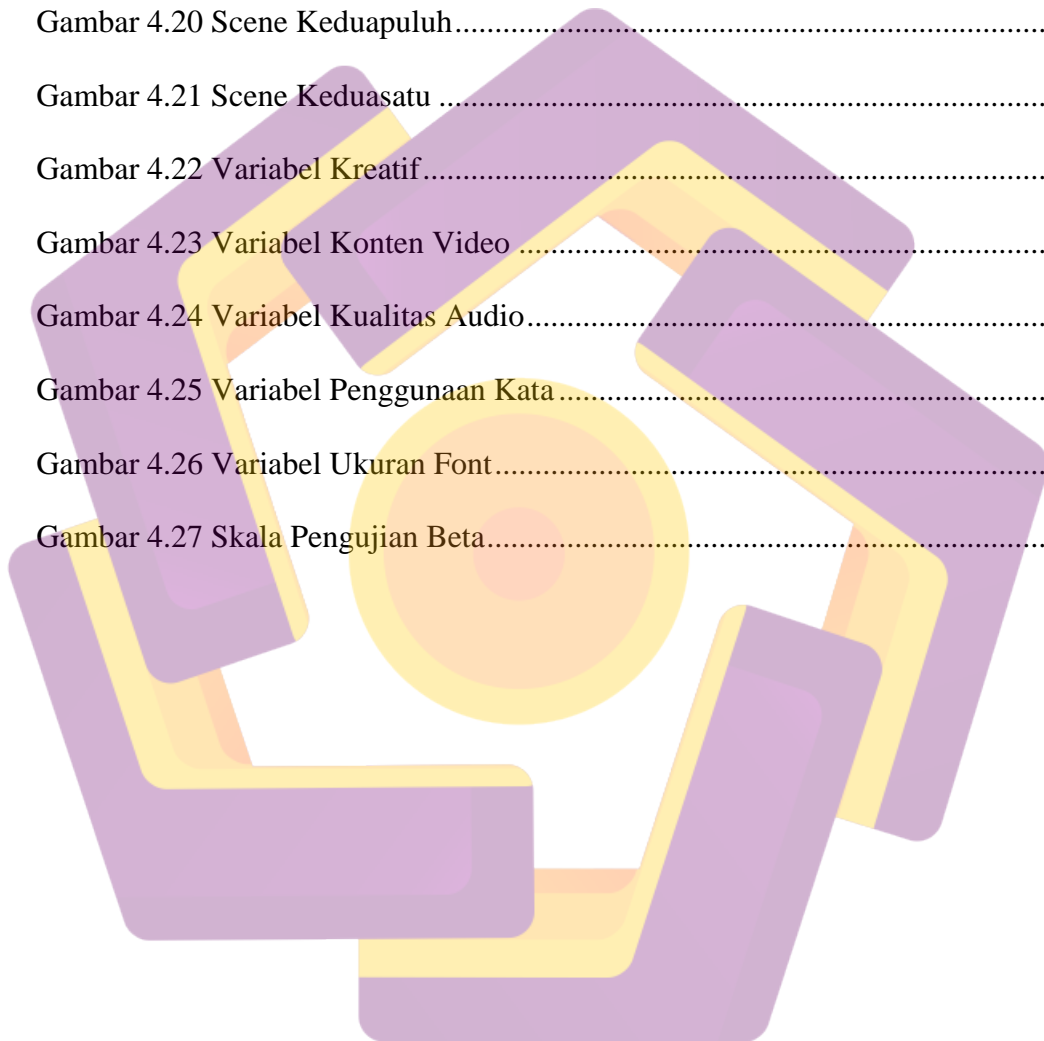 Gambar 4.20 Scene Keduapuluh..........................................................................
Gambar 4.21 Scene Keduasatu ............................................................................
Gambar 4.22 Variabel Kreatif..............................................................................
Gambar 4.23 Variabel Konten Video ..................................................................
Gambar 4.24 Variabel Kualitas Audio.................................................................
Gambar 4.25 Variabel Penggunaan Kata .............................................................
Gambar 4.26 Variabel Ukuran Font.....................................................................
Gambar 4.27 Skala Pengujian Beta......................................................................